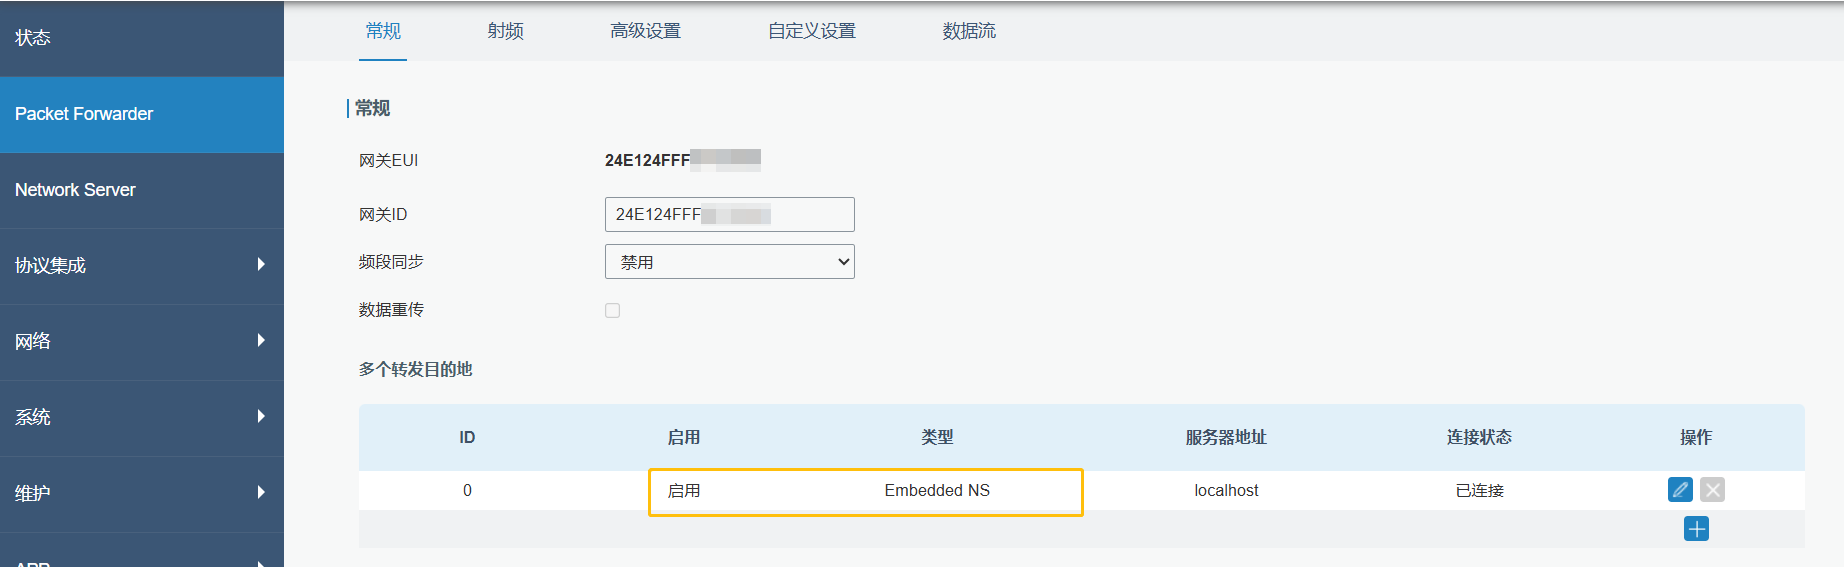 状态
Packet Forwarder
Network Server
协议集成
网络
系统
维护
APP
常规 射频 高级设置 自定义设置 数据流
常规
网关EUI 24E124FFF
网关ID 24E124FFF
频段同步 禁用
数据重传
多个转发目的地
ID 启用 类型 服务器地址 连接状态 操作
0 启用 Embedded NS localhost 已连接